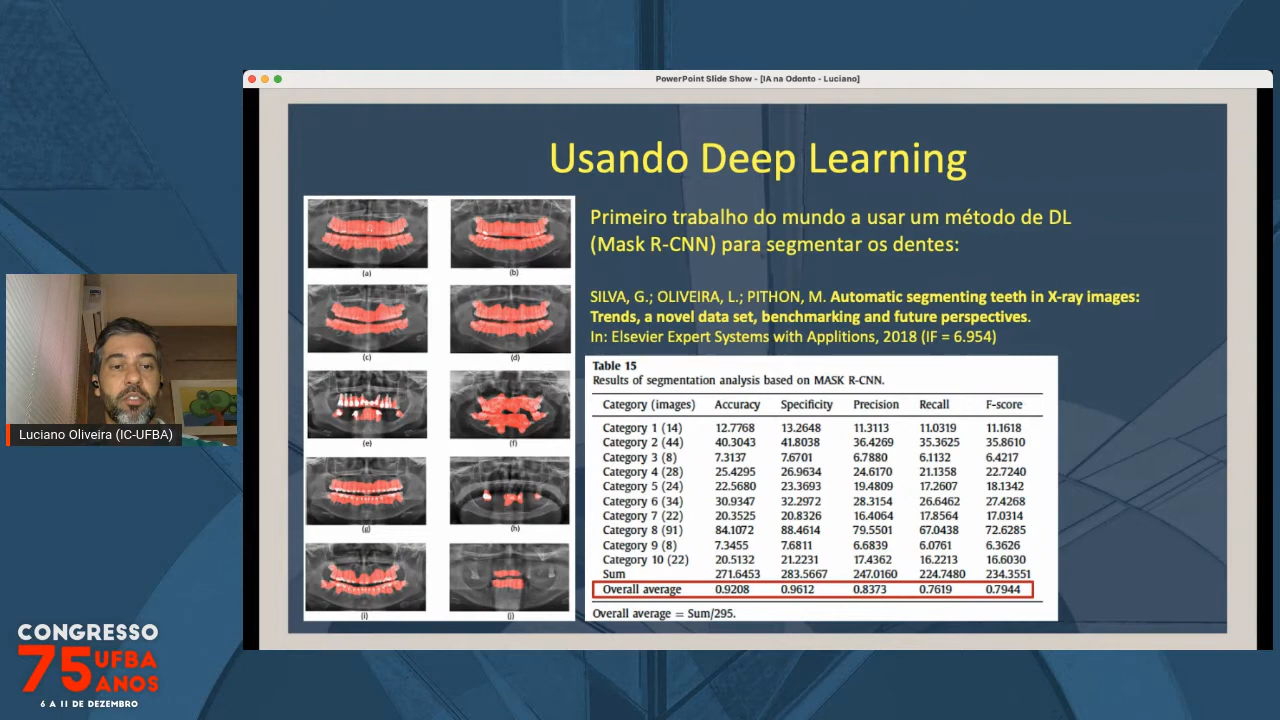 PowerPoint Slide Show - [IA na Odonto - Luciano]
Usando Deep Learning
Primeiro trabalho do mundo a usar um método de DL
(Mask R-CNN) para segmentar os dentes:
SILVA, G.; OLIVEIRA, L.; PITHON, M. Automatic segmenting teeth in X-ray images:
Trends, a novel data set, benchmarking and future perspectives.
In: Elsevier Expert Systems with Applitions, 2018 (IF = 6.954)
(a)
(b)
(c)
(d)
(e)
(f)
(g)
(h)
(i)
(j)
Table 15
Results of segmentation analysis based on MASK R-CNN.
Category (images) Accuracy Specificity Precision Recall F-score
Category 1 (14) 12.7768 13.2648 11.3113 11.0319 11.1618
Category 2 (44) 40.3043 41.8038 36.4269 35.3625 35.8610
Category 3 (8) 7.3137 7.6701 6.7880 6.1132 6.4217
Category 4 (28) 25.4295 26.9634 24.6170 21.1358 22.7240
Category 5 (24) 22.5680 23.3693 19.4809 17.2607 18.1342
Category 6 (34) 30.9347 32.2972 28.3154 26.6462 27.4268
Category 7 (22) 20.3525 20.8326 16.4064 17.8564 17.0314
Category 8 (91) 84.1072 88.4614 79.5501 67.0438 72.6285
Category 9 (8) 7.3455 7.6811 6.6839 6.0761 6.3626
Category 10 (22) 20.5132 21.2231 17.4362 16.2213 16.6030
Sum 271.6453 283.5667 247.0160 224.7480 234.3551
Overall average 0.9208 0.9612 0.8373 0.7619 0.7944
Overall average = Sum/295.
Luciano Oliveira (IC-UFBA)
CONGRESSO
75 UFBA
ANOS
6 A 11 DE DEZEMBRO